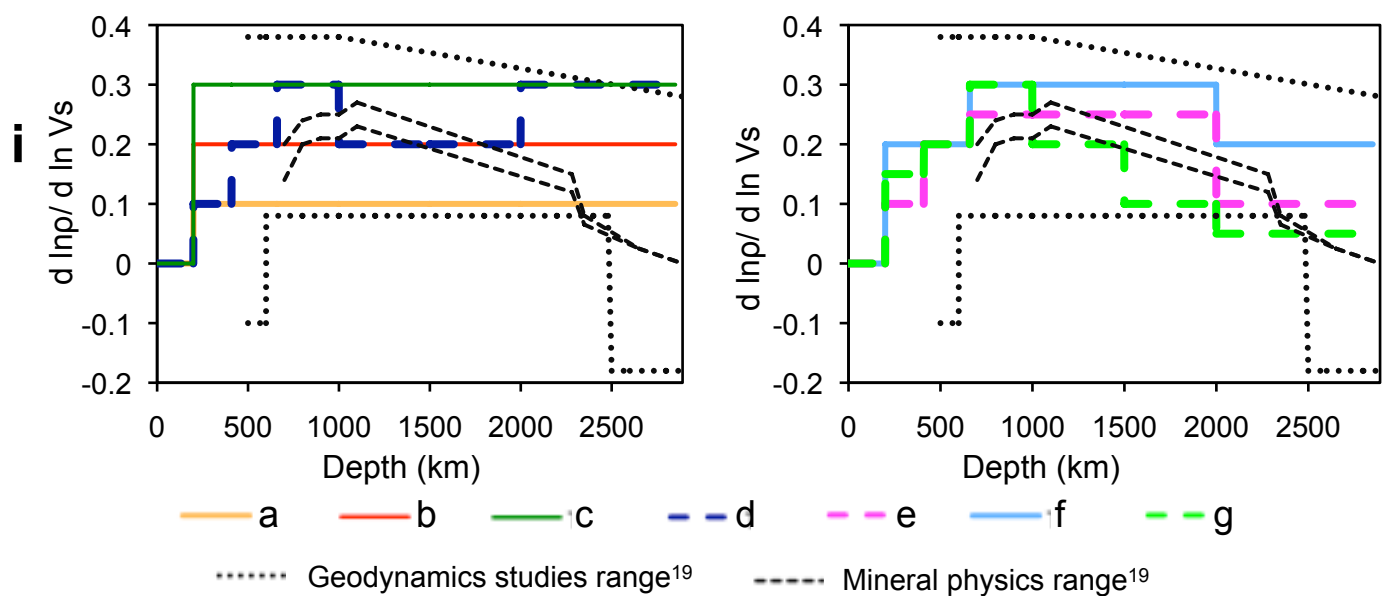 i
d lnρ/ d ln Vs
0.4
0.3
0.2
0.1
0
-0.1
-0.2
0 500 1000 1500 2000 2500
Depth (km)
d lnρ/ d ln Vs
0.4
0.3
0.2
0.1
0
-0.1
-0.2
0 500 1000 1500 2000 2500
Depth (km)
a b c d e f g
Geodynamics studies range¹⁹ Mineral physics range¹⁹